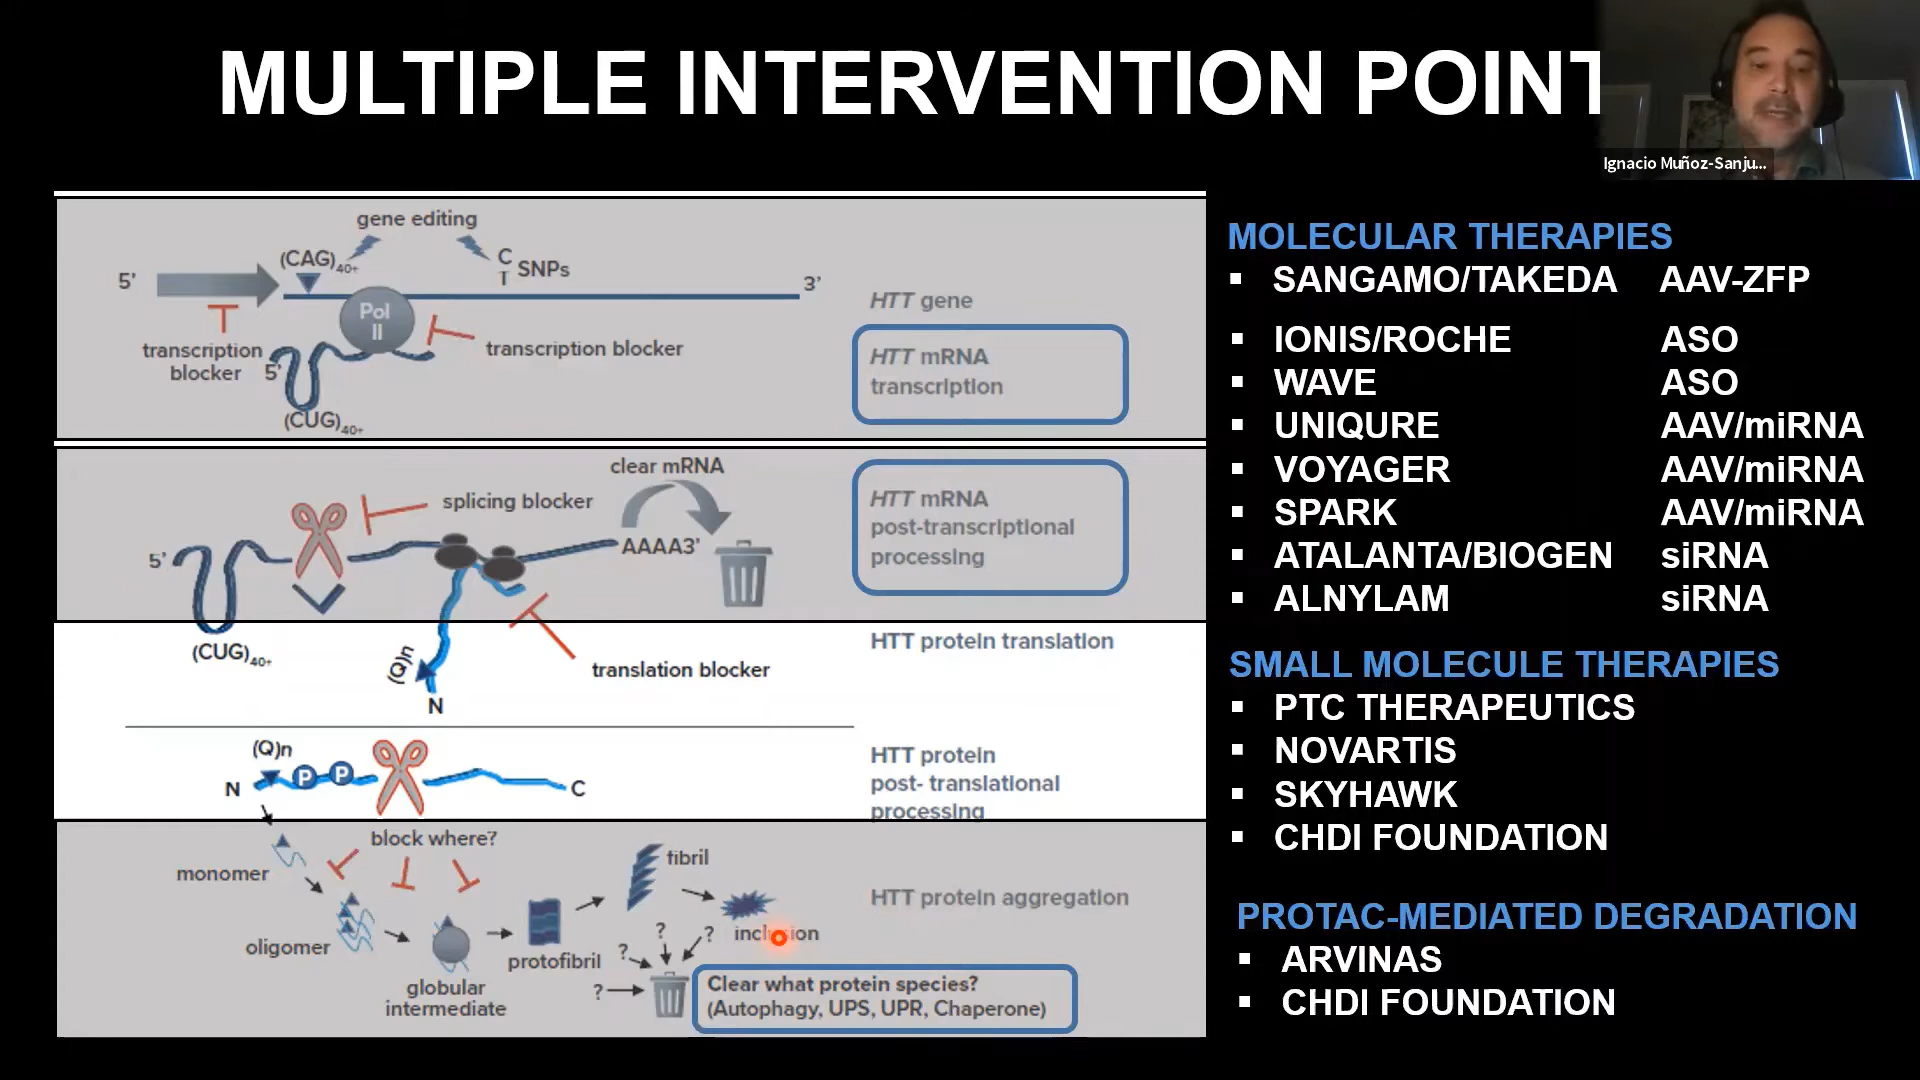 MULTIPLE INTERVENTION POINT
Ignacio Muñoz-Sanju...
gene editing
(CAG)40+
C
T
SNPs
5'
3'
Pol
II
transcription
blocker
5'
transcription blocker
(CUG)40+
HTT gene
HTT mRNA
transcription
clear mRNA
splicing blocker
5'
AAAA3'
(CUG)40+
(Q)n
N
translation blocker
HTT mRNA
post-transcriptional
processing
HTT protein translation
(Q)n
N
P
P
C
HTT protein
post- translational
processing
block where?
monomer
oligomer
globular
intermediate
protofibril
fibril
inclusion
?
?
?
?
HTT protein aggregation
Clear what protein species?
(Autophagy, UPS, UPR, Chaperone)
MOLECULAR THERAPIES
▪ SANGAMO/TAKEDA AAV-ZFP
▪ IONIS/ROCHE ASO
▪ WAVE ASO
▪ UNIQURE AAV/miRNA
▪ VOYAGER AAV/miRNA
▪ SPARK AAV/miRNA
▪ ATALANTA/BIOGEN siRNA
▪ ALNYLAM siRNA
SMALL MOLECULE THERAPIES
▪ PTC THERAPEUTICS
▪ NOVARTIS
▪ SKYHAWK
▪ CHDI FOUNDATION
PROTAC-MEDIATED DEGRADATION
▪ ARVINAS
▪ CHDI FOUNDATION